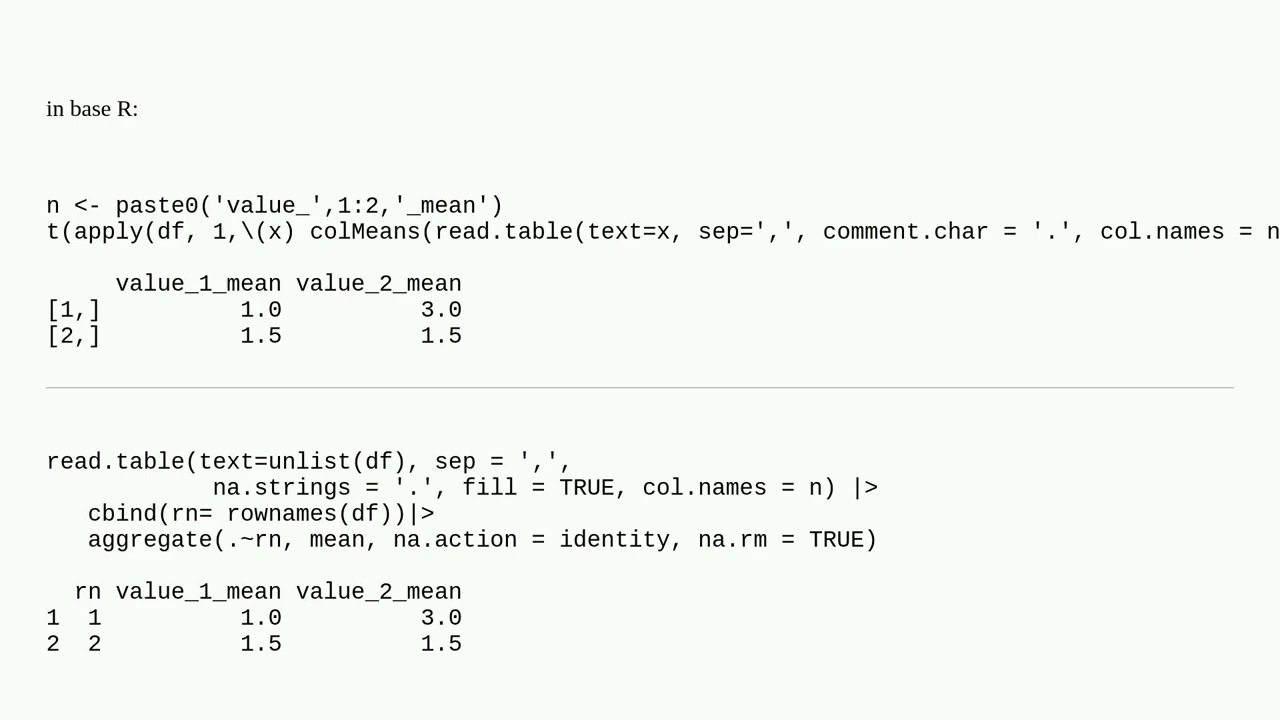 in base R:
n <- paste0('value_',1:2,'_mean')
t(apply(df, 1,\(x) colMeans(read.table(text=x, sep=',', comment.char = '.', col.names = n
     value_1_mean value_2_mean
[1,]          1.0          3.0
[2,]          1.5          1.5
read.table(text=unlist(df), sep = ',',
            na.strings = '.', fill = TRUE, col.names = n) |>
   cbind(rn= rownames(df))|>
   aggregate(.~rn, mean, na.action = identity, na.rm = TRUE)
  rn value_1_mean value_2_mean
1  1          1.0          3.0
2  2          1.5          1.5